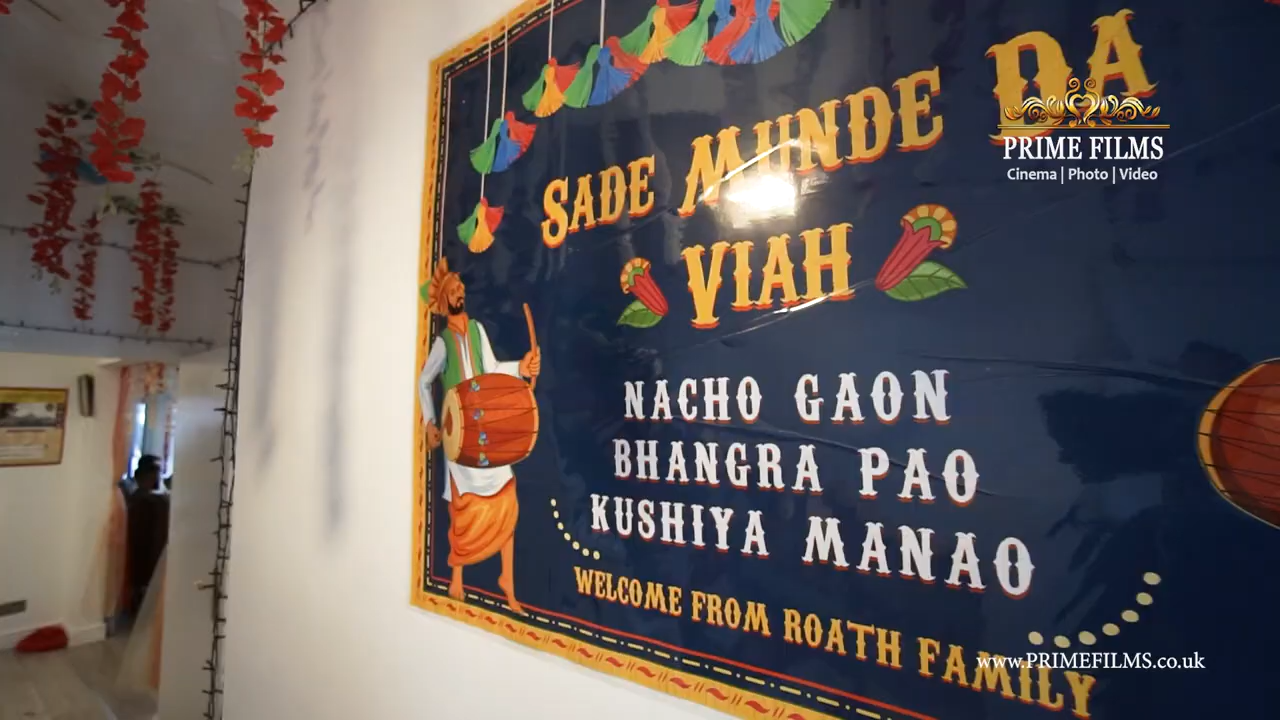 SADE MUNDE DA
VIAH
NACHO GAON
BHANGRA PAO
KUSHIYA MANAO
WELCOME FROM ROATH FAMILY
PRIME FILMS
Cinema | Photo | Video
www.PRIMEFILMS.co.uk